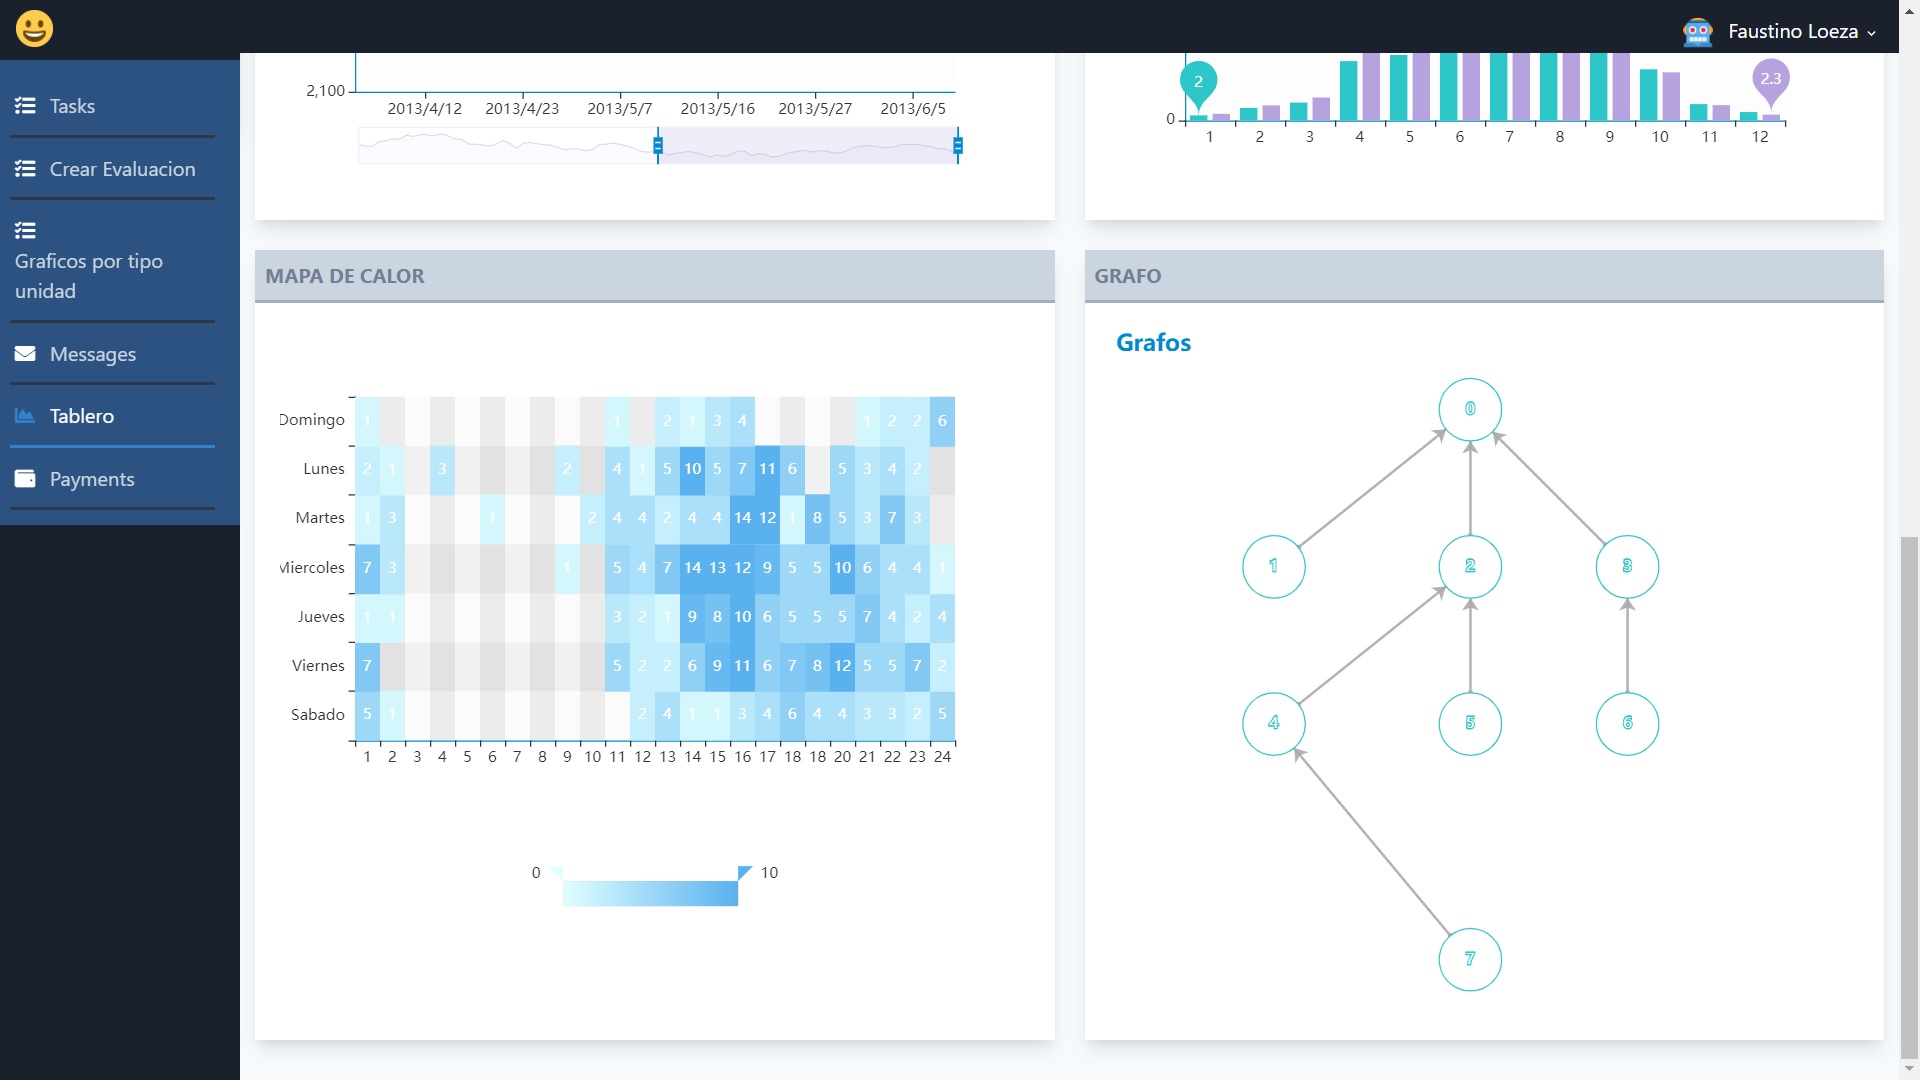 Faustino Loeza
Tasks
Crear Evaluacion
Graficos por tipo
unidad
Messages
Tablero
Payments
2,100
2013/4/12 2013/4/23 2013/5/7 2013/5/16 2013/5/27 2013/6/5
2 2.3
0
1 2 3 4 5 6 7 8 9 10 11 12
MAPA DE CALOR
Domingo 1 1 2 1 3 4 1 2 2 6
Lunes 2 1 3 2 4 1 5 10 5 7 11 6 5 3 4 2
Martes 1 3 1 2 4 4 2 4 4 14 12 1 8 5 3 7 3
Miercoles 7 3 1 5 4 7 14 13 12 9 5 5 10 6 4 4 1
Jueves 1 1 3 2 1 9 8 10 6 5 5 5 7 4 2 4
Viernes 7 5 2 2 6 9 11 6 7 8 12 5 5 7 2
Sabado 5 1 2 4 1 1 3 4 6 4 4 3 3 2 5
1 2 3 4 5 6 7 8 9 10 11 12 13 14 15 16 17 18 18 20 21 22 23 24
0 10
GRAFO
Grafos
0
1 2 3
4 5 6
7